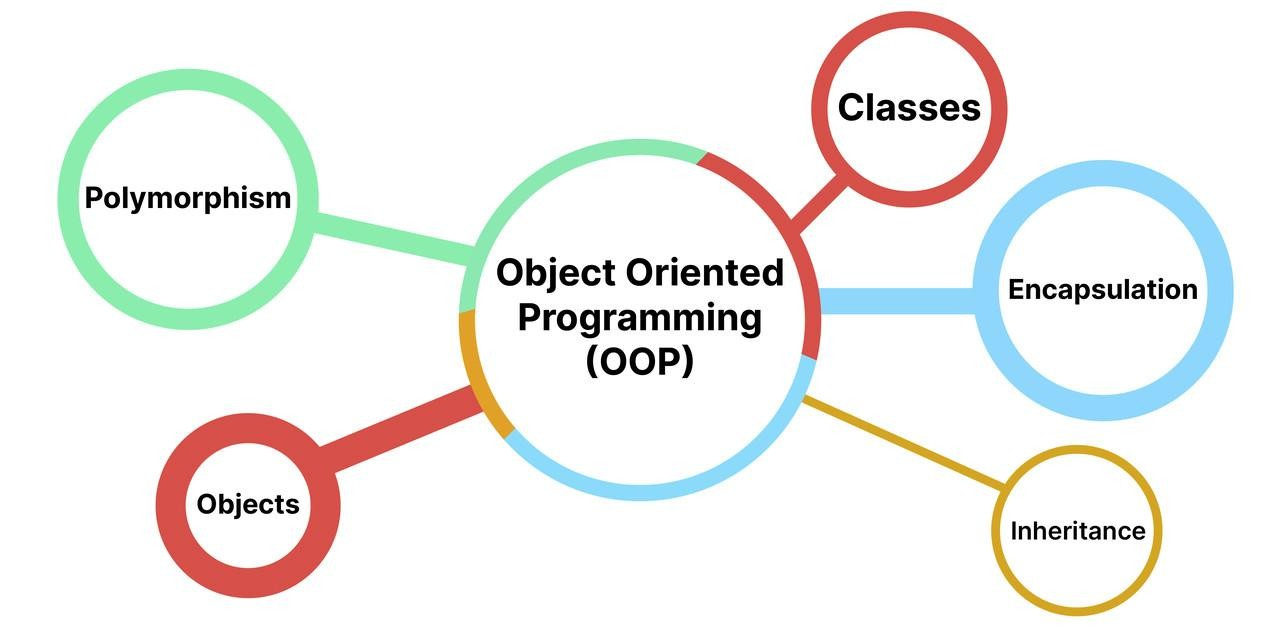 Classes
Polymorphism
Object Oriented
Programming
(OOP)
Encapsulation
Objects
Inheritance